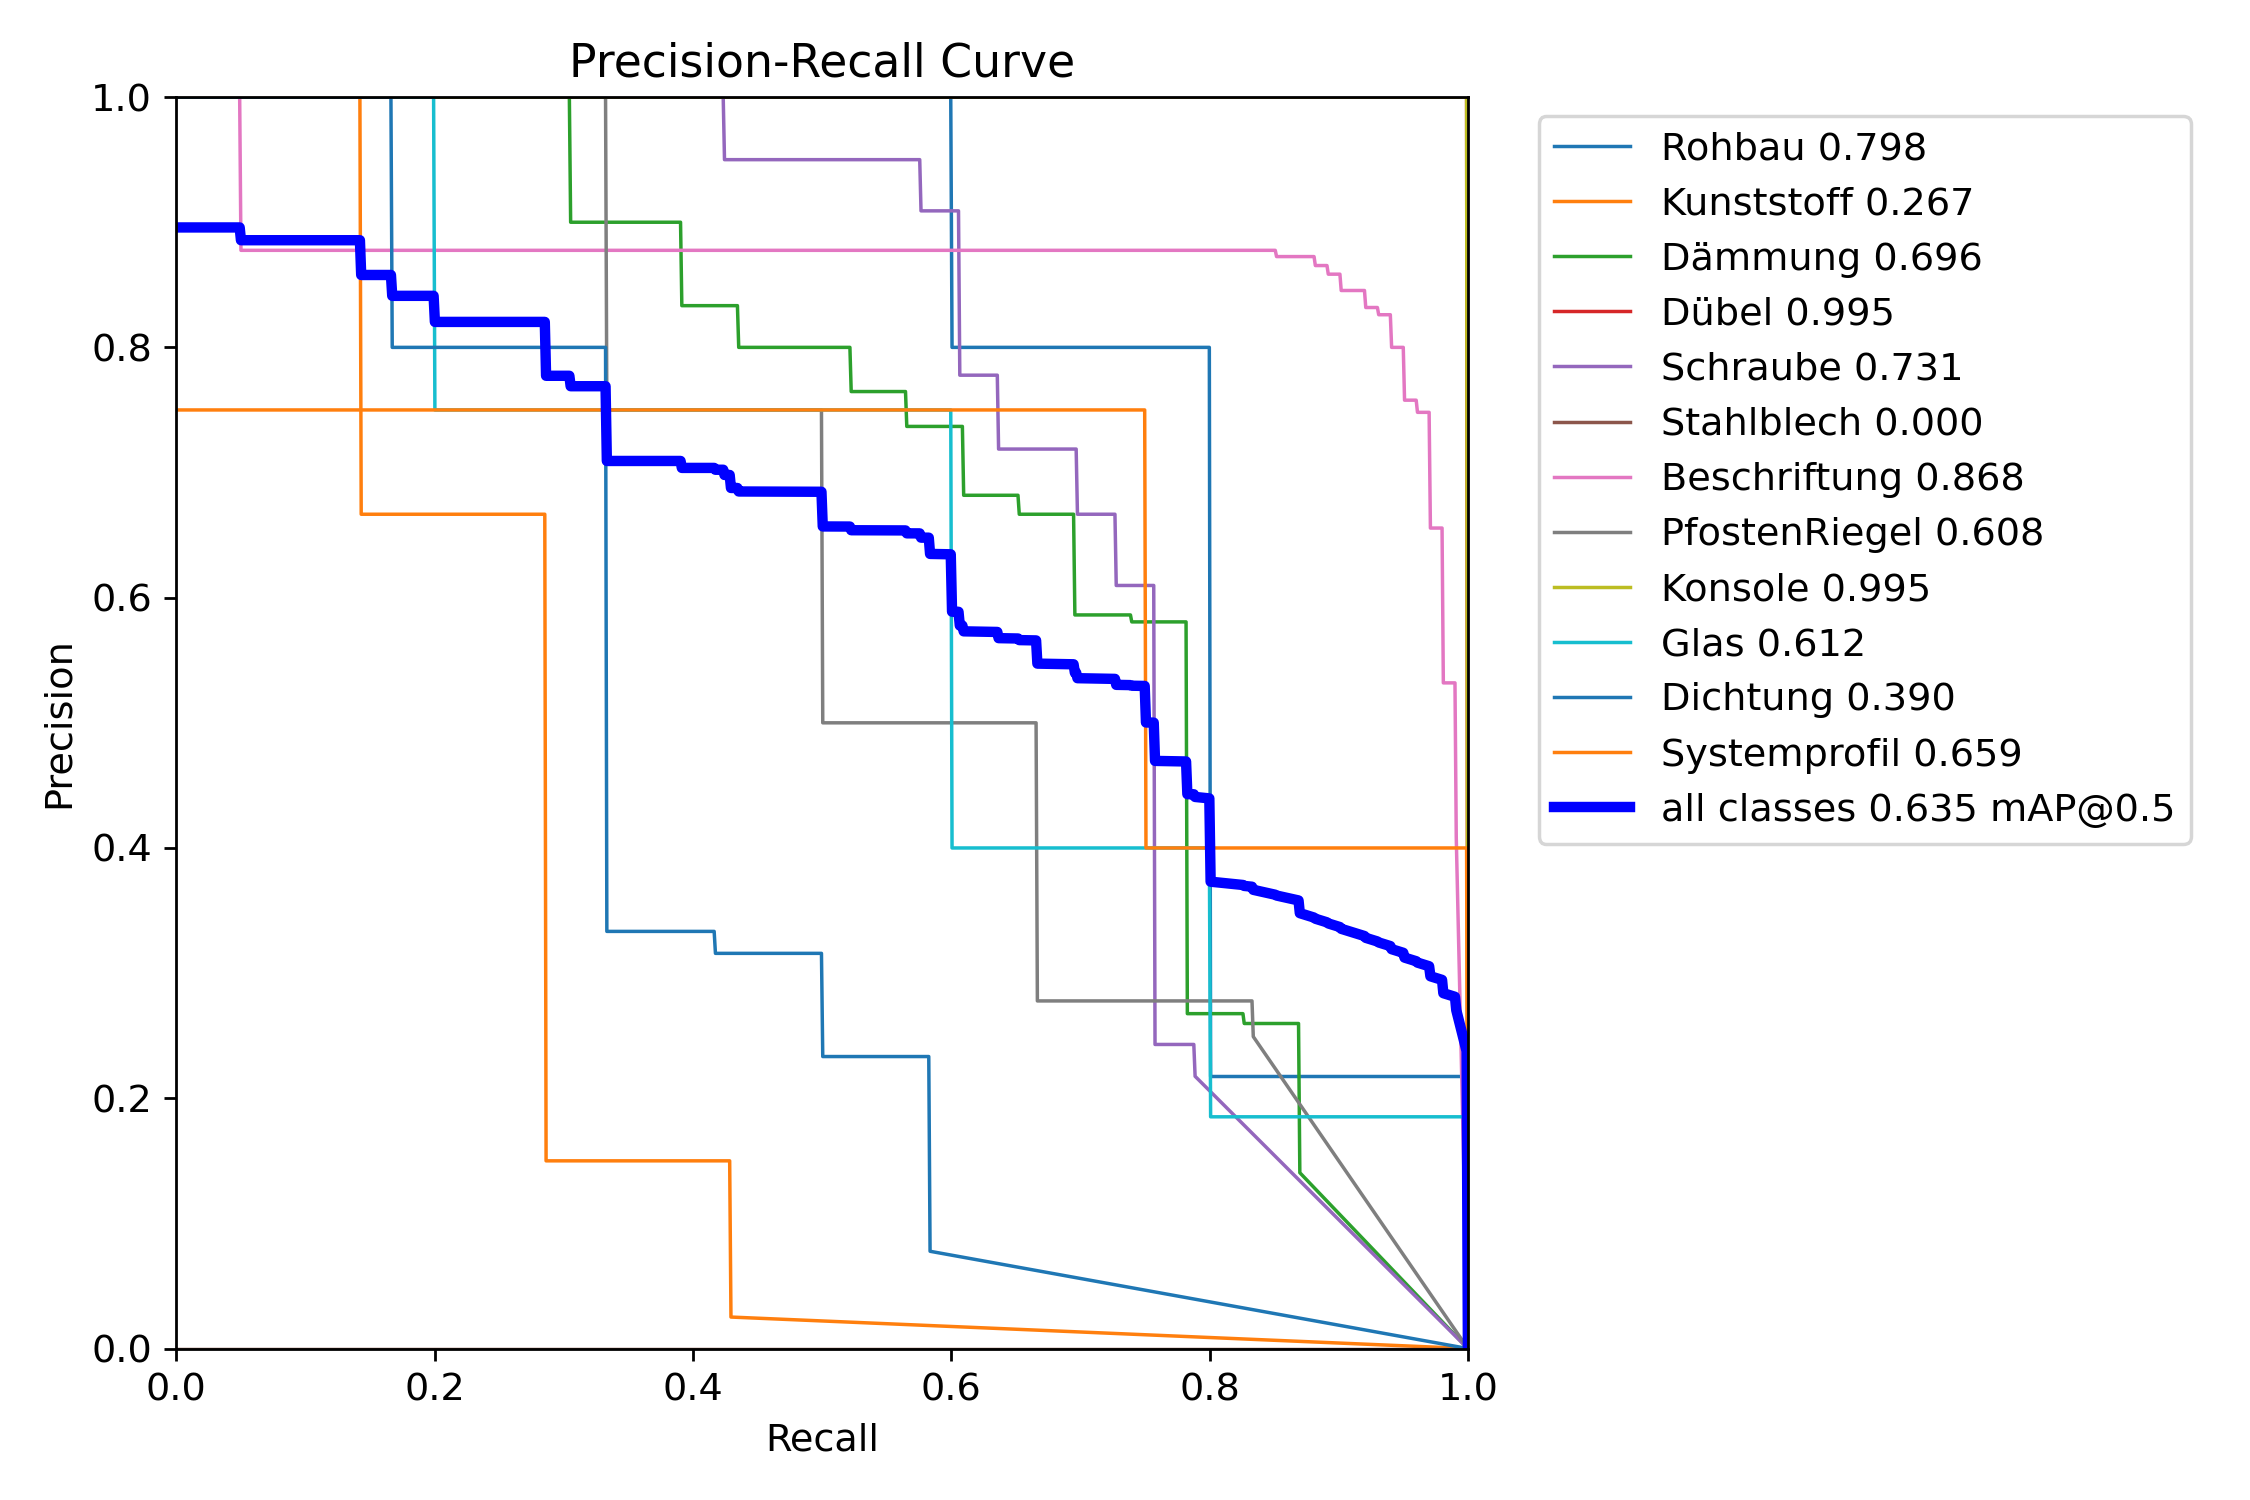 Precision-Recall Curve
1.0
0.8
0.6
0.4
0.2
0.0
Precision
0.0 0.2 0.4 0.6 0.8 1.0
Recall
Rohbau 0.798
Kunststoff 0.267
Dämmung 0.696
Dübel 0.995
Schraube 0.731
Stahlblech 0.000
Beschriftung 0.868
PfostenRiegel 0.608
Konsole 0.995
Glas 0.612
Dichtung 0.390
Systemprofil 0.659
all classes 0.635 mAP@0.5